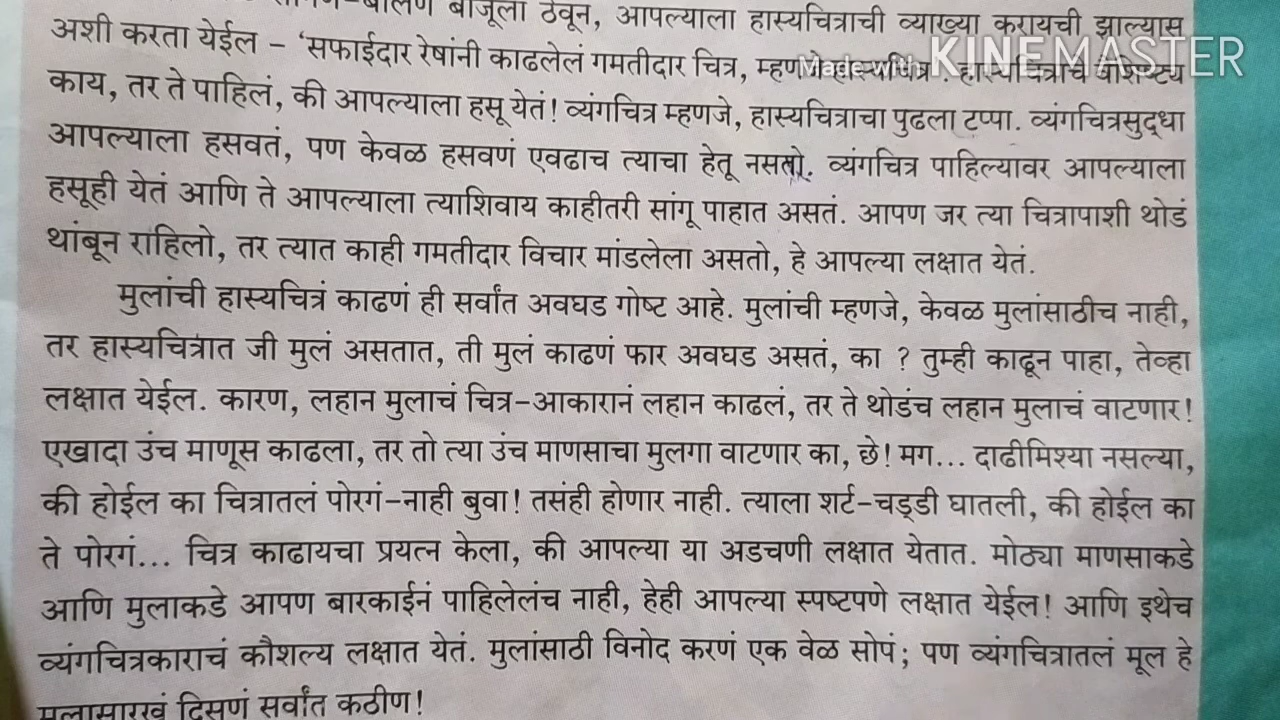 बाजूला ठेवून, आपल्याला हास्यचित्राची व्याख्या करायची झाल्यास
अशी करता येईल – ‘सफाईदार रेषांनी काढलेलं गमतीदार चित्र, म्हणजे हास्यचित्र. हास्यचित्राचं वैशिष्ट्य
Made with KINEMASTER
काय, तर ते पाहिलं, की आपल्याला हसू येतं! व्यंगचित्र म्हणजे, हास्यचित्राचा पुढला टप्पा. व्यंगचित्रसुद्धा
आपल्याला हसवतं, पण केवळ हसवणं एवढाच त्याचा हेतू नसतो. व्यंगचित्र पाहिल्यावर आपल्याला
हसूही येतं आणि ते आपल्याला त्याशिवाय काहीतरी सांगू पाहात असतं. आपण जर त्या चित्रापाशी थोडं
थांबून राहिलो, तर त्यात काही गमतीदार विचार मांडलेला असतो, हे आपल्या लक्षात येतं.
मुलांची हास्यचित्रं काढणं ही सर्वांत अवघड गोष्ट आहे. मुलांची म्हणजे, केवळ मुलांसाठीच नाही,
तर हास्यचित्रात जी मुलं असतात, ती मुलं काढणं फार अवघड असतं, का ? तुम्ही काढून पाहा, तेव्हा
लक्षात येईल. कारण, लहान मुलाचं चित्र-आकारानं लहान काढलं, तर ते थोडंच लहान मुलाचं वाटणार!
एखादा उंच माणूस काढला, तर तो त्या उंच माणसाचा मुलगा वाटणार का, छे! मग... दाढीमिश्या नसल्या,
की होईल का चित्रातलं पोरगं-नाही बुवा! तसंही होणार नाही. त्याला शर्ट-चड्डी घातली, की होईल का
ते पोरगं... चित्र काढायचा प्रयत्न केला, की आपल्या या अडचणी लक्षात येतात. मोठ्या माणसाकडे
आणि मुलाकडे आपण बारकाईनं पाहिलेलंच नाही, हेही आपल्या स्पष्टपणे लक्षात येईल! आणि इथेच
व्यंगचित्रकाराचं कौशल्य लक्षात येतं. मुलांसाठी विनोद करणं एक वेळ सोपं; पण व्यंगचित्रातलं मूल हे
मुलासारखं दिसणं सर्वांत कठीण!